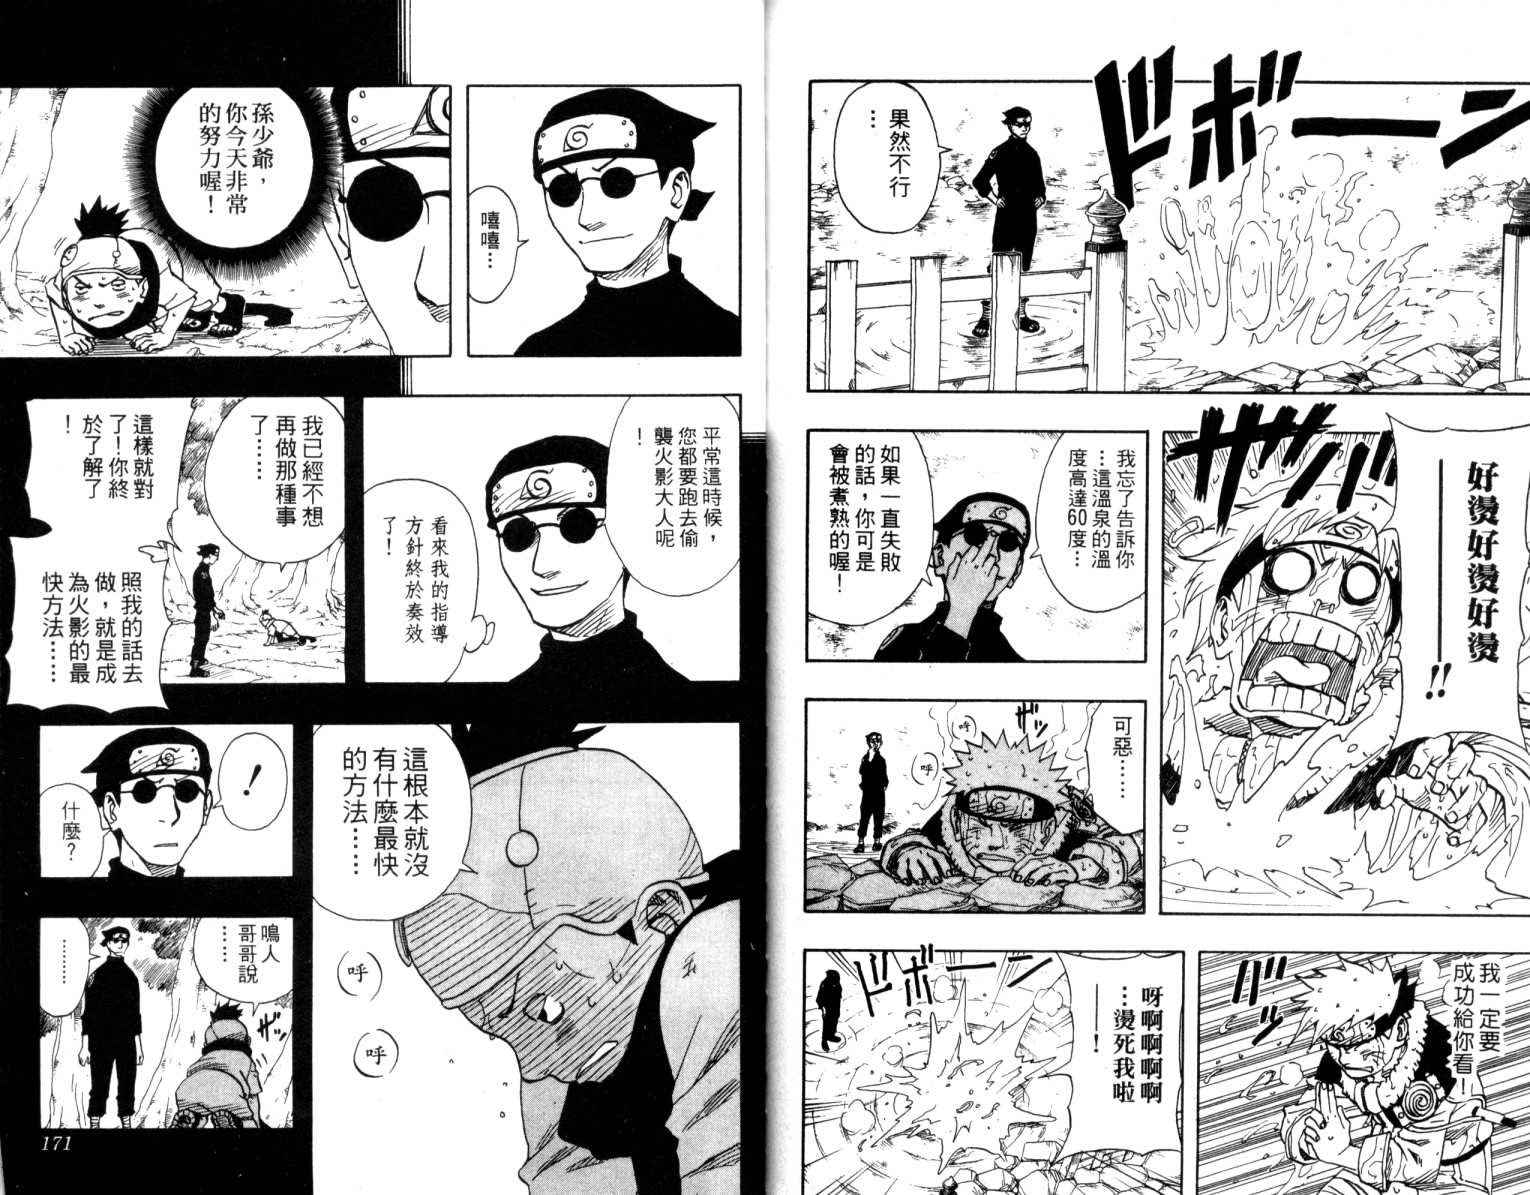 ドボーン
果然不行
…
好燙好燙好燙
——!!
我忘了告訴你
…這溫泉的溫
度高達60度…
如果一直失敗
的話,你可是
會被煮熟的喔!
可惡……
呼
呼
我一定要
成功給你
看!
呀啊啊啊啊
…燙死我啦
——!
ドボーン
嘻嘻…
孫少爺,
你今天非常
的努力喔!
平常這時候,
您都要跑去偷
襲火影大人呢
!
看來我的指導
方針終於奏效
了!
我已經不想
再做那種事
了……
這樣就對
了!你終
於了解了
!
照我的話去
做,就是成
為火影的最
快方法……
這根本就沒
有什麼最快
的方法……
呼
呼
!
什麼?
鳴人
哥哥說
……
………
171